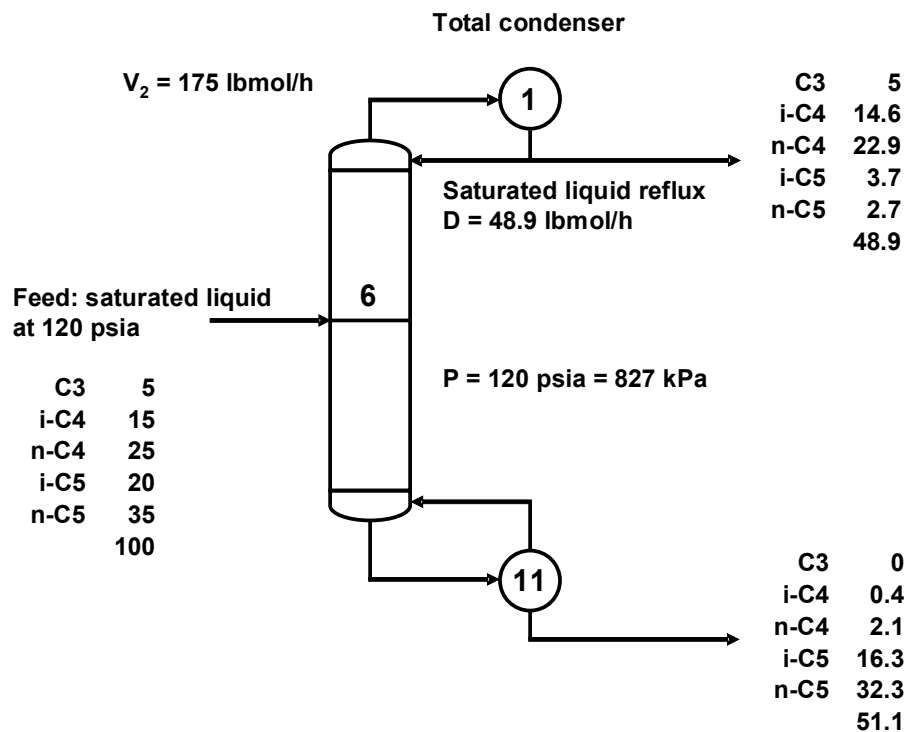 Total condenser
V2 = 175 lbmol/h
1
C3 5
i-C4 14.6
n-C4 22.9
i-C5 3.7
n-C5 2.7
48.9
Saturated liquid reflux
D = 48.9 lbmol/h
Feed: saturated liquid
at 120 psia
6
P = 120 psia = 827 kPa
C3 5
i-C4 15
n-C4 25
i-C5 20
n-C5 35
100
11
C3 0
i-C4 0.4
n-C4 2.1
i-C5 16.3
n-C5 32.3
51.1